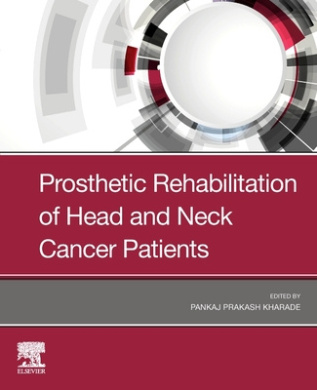 Prosthetic Rehabilitation
of Head and Neck
Cancer Patients
EDITED BY
PANKAJ PRAKASH KHARADE
ELSEVIER